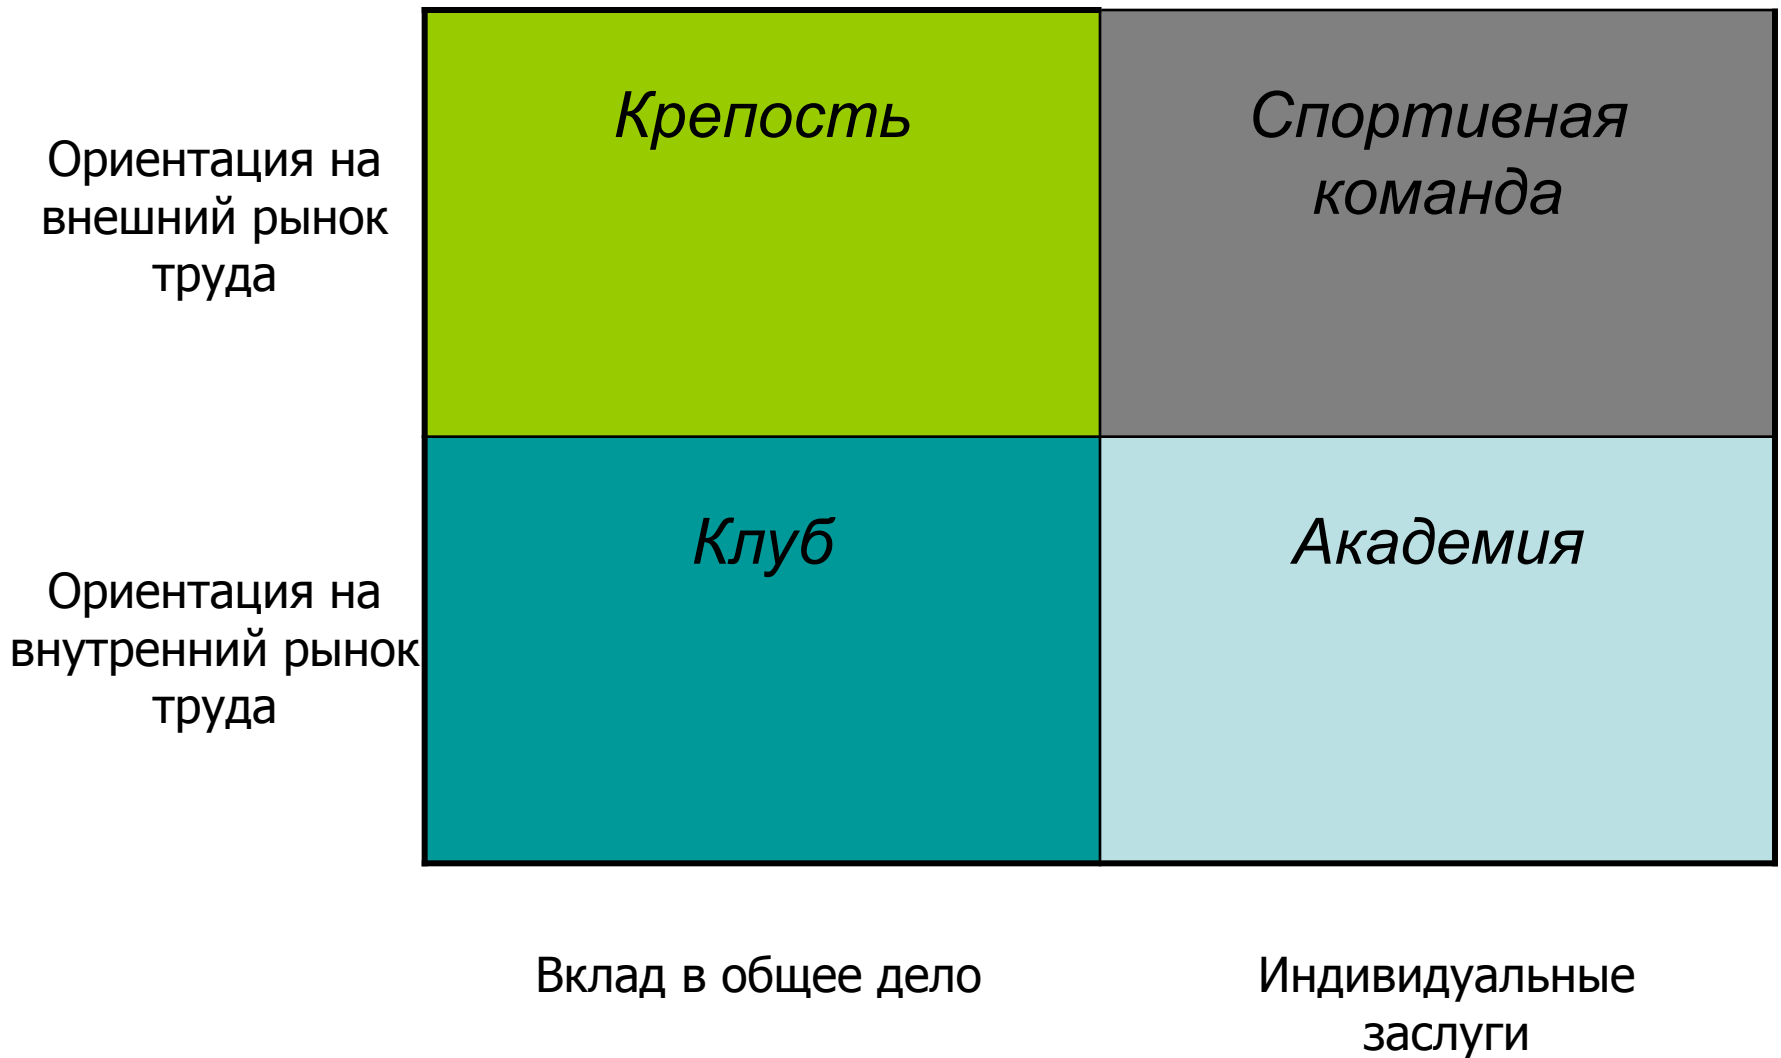 Крепость
Спортивная
команда
Ориентация на
внешний рынок
труда
Клуб
Академия
Ориентация на
внутренний рынок
труда
Вклад в общее дело
Индивидуальные
заслуги